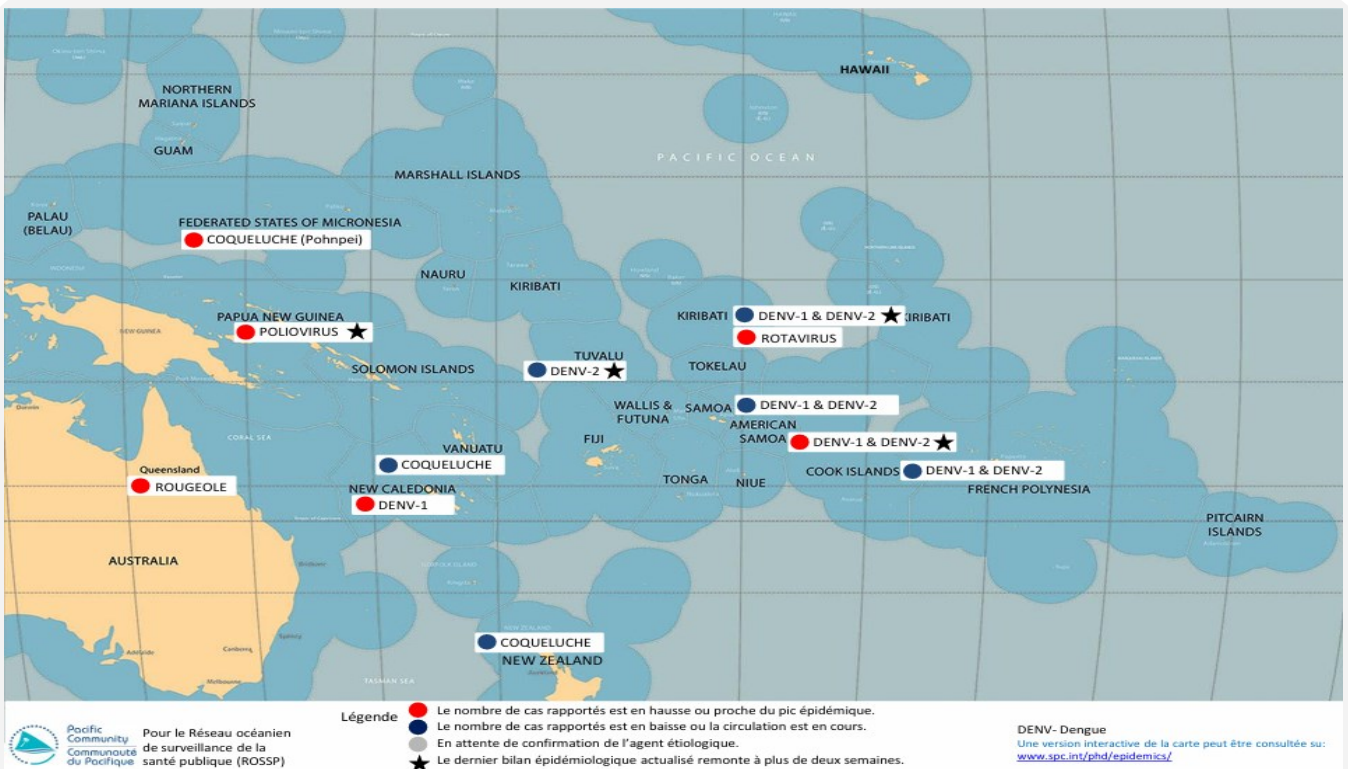 HAWAII
NORTHERN
MARIANA ISLANDS
GUAM
PACIFIC OCEAN
MARSHALL ISLANDS
PALAU
(BELAU)
FEDERATED STATES OF MICRONESIA
COQUELUCHE (Pohnpei)
NAURU
KIRIBATI
PAPUA NEW GUINEA
POLIOVIRUS
NEW GUINEA
KIRIBATI
DENV-1 & DENV-2
KIRIBATI
ROTAVIRUS
SOLOMON ISLANDS
TUVALU
DENV-2
TOKELAU
WALLIS &
FUTUNA
SAMOA
DENV-1 & DENV-2
AMERICAN
SAMOA
DENV-1 & DENV-2
CORAL SEA
FIJI
VANUATU
COQUELUCHE
Queensland
ROUGEOLE
NEW CALEDONIA
DENV-1
TONGA
NIUE
COOK ISLANDS
DENV-1 & DENV-2
FRENCH POLYNESIA
PITCAIRN
ISLANDS
AUSTRALIA
Brisbane
Sydney
Canberra
Adelaide
Melbourne
COQUELUCHE
NEW ZEALAND
TASMAN SEA
Pacific
Community
Communauté
du Pacifique
Pour le Réseau océanien
de surveillance de la
santé publique (ROSSP)
Légende
Le nombre de cas rapportés est en hausse ou proche du pic épidémique.
Le nombre de cas rapportés est en baisse ou la circulation est en cours.
En attente de confirmation de l'agent étiologique.
Le dernier bilan épidémiologique actualisé remonte à plus de deux semaines.
DENV- Dengue
Une version interactive de la carte peut être consultée su:
www.spc.int/phd/epidemics/